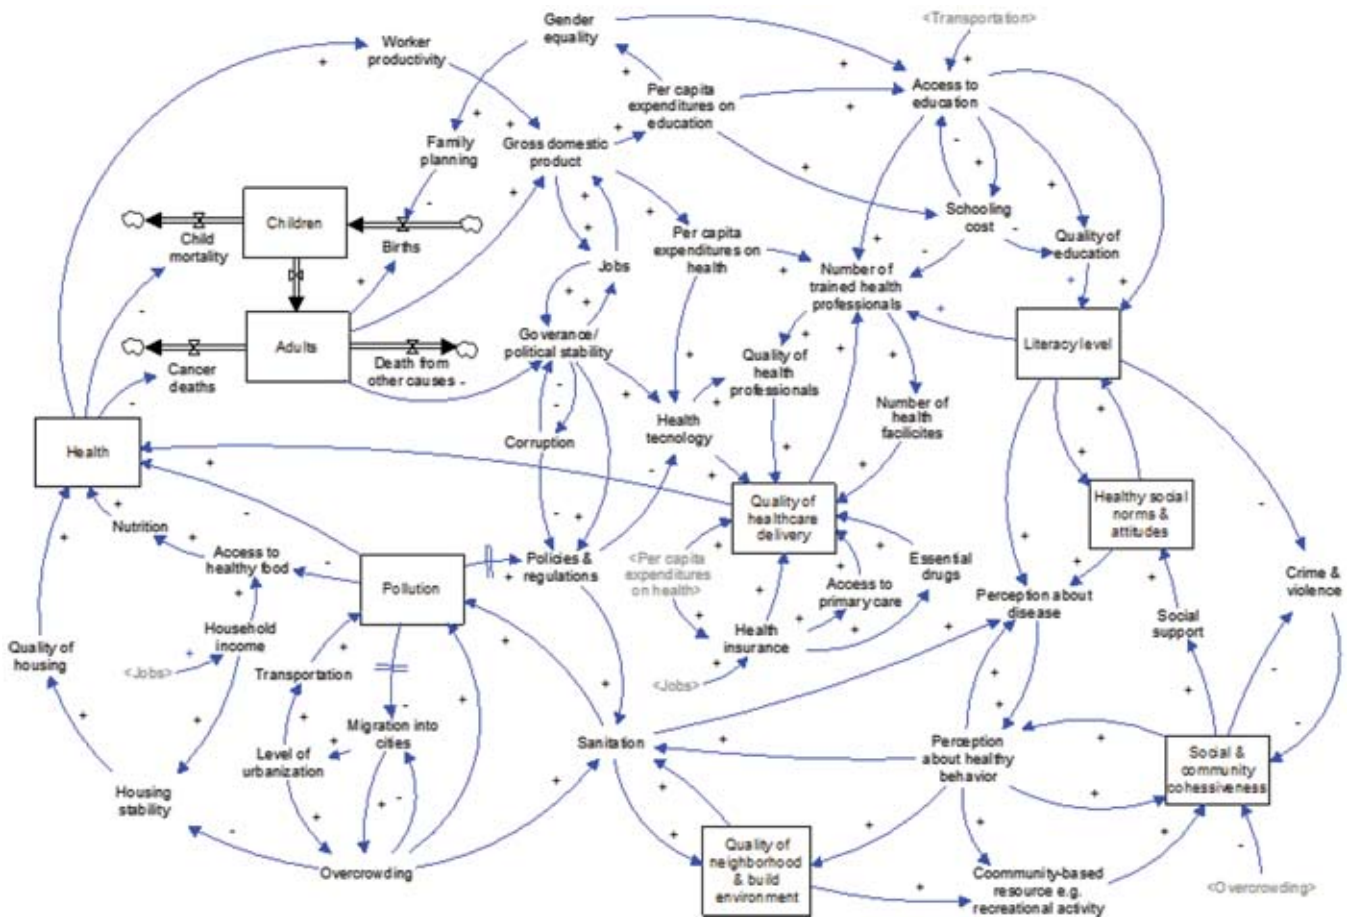 Gender
equality
<Transportation>
Worker
productivity
Access to
education
Per capita
expenditures on
education
Family
planning
Gross domestic
product
Children
Child
mortality
Births
Schooling
cost
Quality of
education
Per capita
expenditures on
health
Jobs
Number of
trained health
professionals
Adults
Cancer
deaths
Death from
other causes
Goverance/
political stability
Literacy level
Quality of
health
professionals
Number of
health
facilicites
Health
tecnology
Corruption
Health
Quality of
healthcare
delivery
Healthy social
norms &
attitudes
Nutrition
Access to
healthy food
Pollution
Policies &
regulations
<Per capita
expenditures
on health>
Essential
drugs
Access to
primary care
Perception about
disease
Crime &
violence
Household
income
Health
insurance
Social
support
Quality of
housing
<Jobs>
Transportation
<Jobs>
Migration into
cities
Level of
urbanization
Sanitation
Perception
about healthy
behavior
Social &
community
cohessiveness
Housing
stability
Overcrowding
Quality of
neighborhood
& build
environment
Coommunity-based
resource e.g.
recreational activity
<Overcrowding>